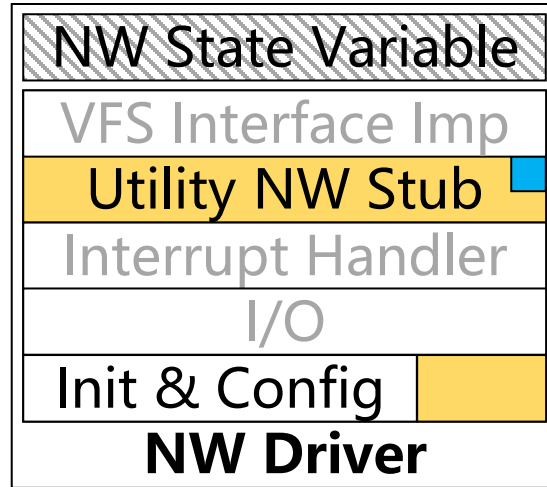 NW State Variable
VFS Interface Imp
Utility NW Stub
Interrupt Handler
I/O
Init & Config
NW Driver